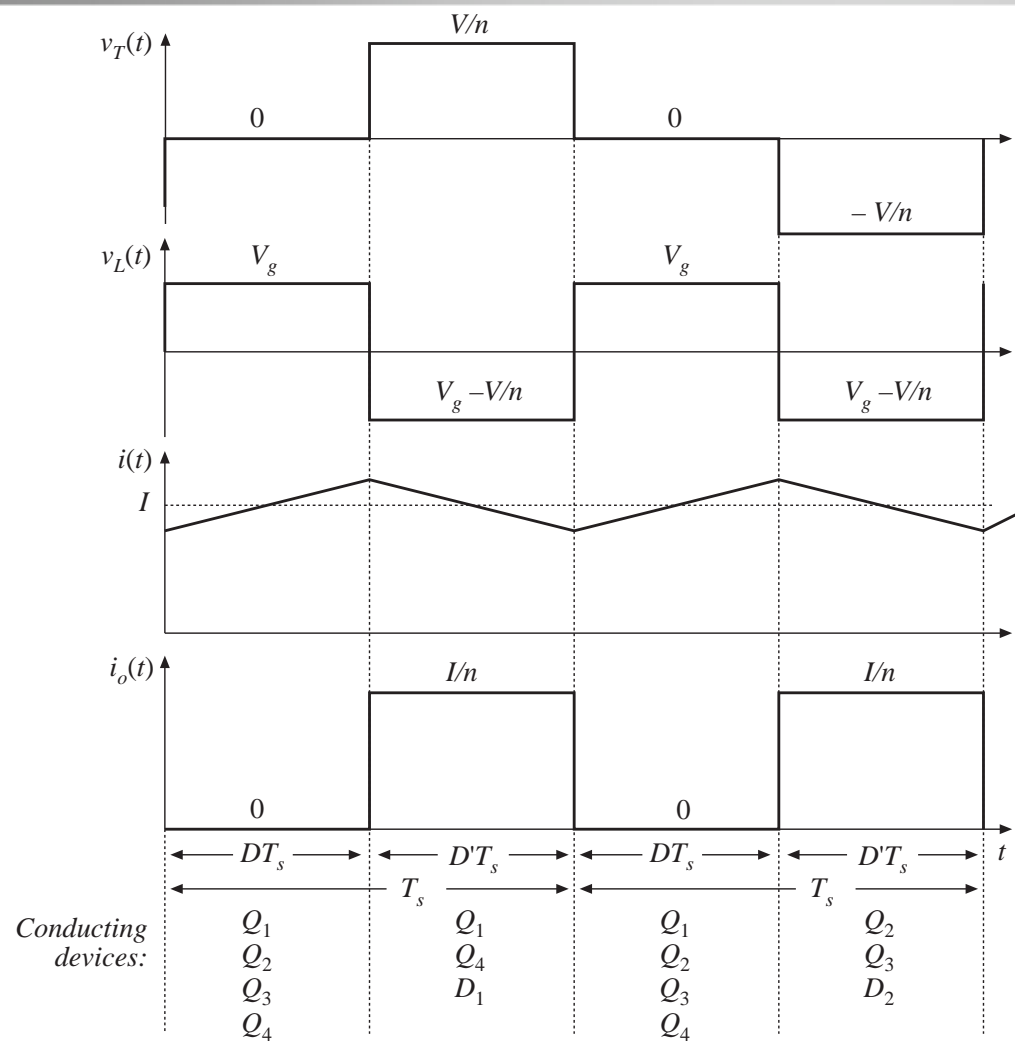 v_T(t)
V/n
0
0
– V/n
v_L(t)
V_g
V_g
V_g –V/n
V_g –V/n
i(t)
I
i_o(t)
I/n
I/n
0
0
DT_s
D'T_s
DT_s
D'T_s
t
T_s
T_s
Conducting devices:
Q_1
Q_1
Q_1
Q_2
Q_2
Q_4
Q_2
Q_3
Q_3
D_1
Q_3
D_2
Q_4
Q_4